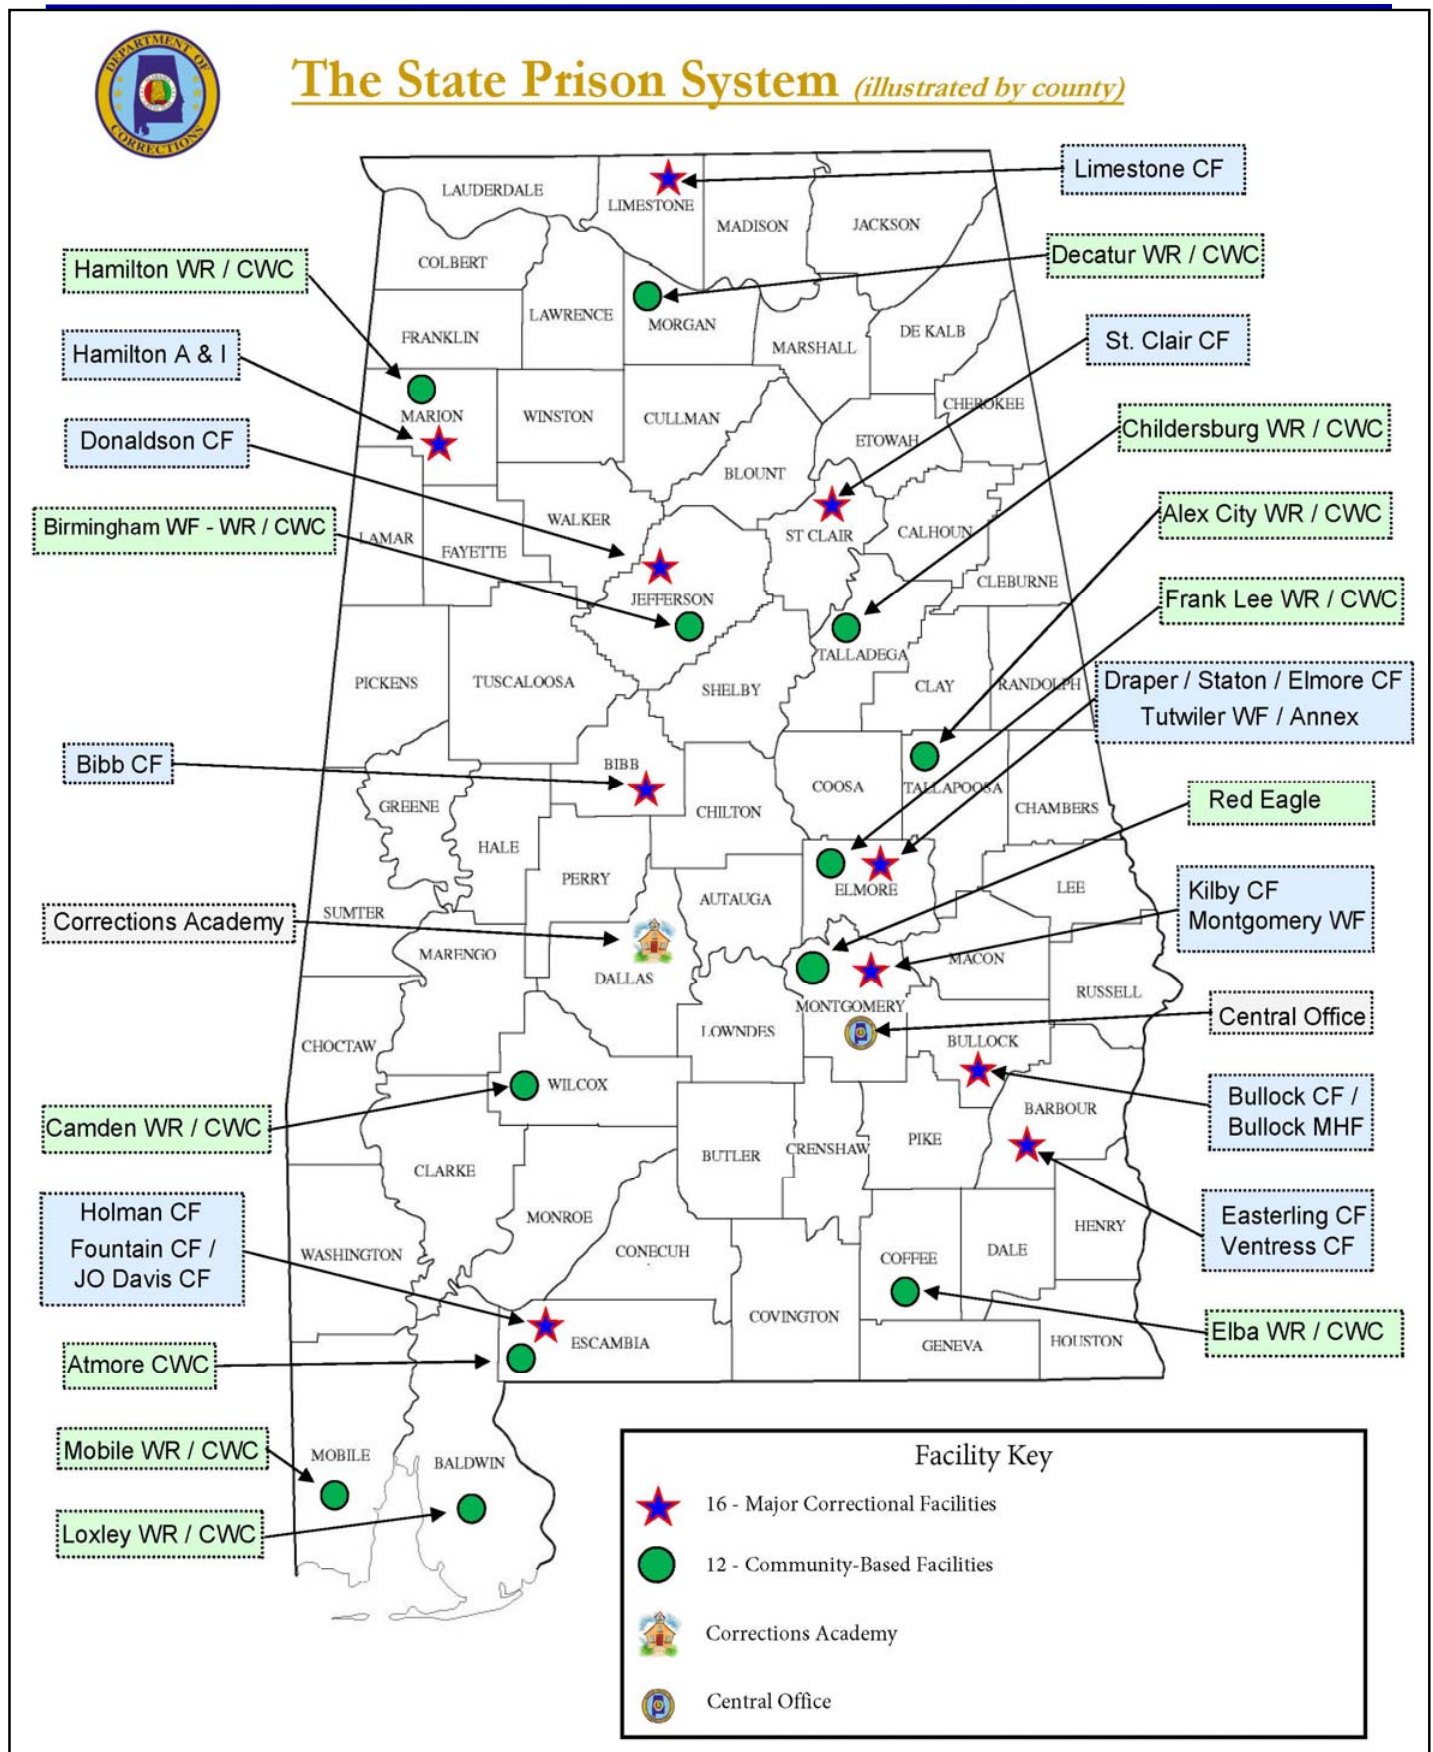 DEPARTMENT OF
CORRECTIONS
The State Prison System (illustrated by county)
Limestone CF
LAUDERDALE
LIMESTONE
MADISON
JACKSON
Hamilton WR / CWC
COLBERT
Decatur WR / CWC
LAWRENCE
MORGAN
FRANKLIN
DE KALB
MARSHALL
Hamilton A & I
St. Clair CF
MARION
WINSTON
CULLMAN
CHEROKEE
Donaldson CF
ETOWAH
Childersburg WR / CWC
BLOUNT
Birmingham WF - WR / CWC
WALKER
LAMAR
FAYETTE
ST CLAIR
CALHOUN
Alex City WR / CWC
CLEBURNE
JEFFERSON
Frank Lee WR / CWC
TALLADEGA
PICKENS
TUSCALOOSA
SHELBY
CLAY
RANDOLPH
Draper / Staton / Elmore CF
Tutwiler WF / Annex
Bibb CF
BIBB
COOSA
TALLAPOOSA
CHAMBERS
GREENE
CHILTON
Red Eagle
HALE
PERRY
AUTAUGA
ELMORE
LEE
Kilby CF
Montgomery WF
SUMTER
Corrections Academy
MARENGO
DALLAS
MACON
RUSSELL
MONTGOMERY
Central Office
LOWNDES
CHOCTAW
BULLOCK
WILCOX
Bullock CF /
Bullock MHF
BARBOUR
Camden WR / CWC
CLARKE
BUTLER
CRENSHAW
PIKE
Holman CF
Fountain CF /
JO Davis CF
MONROE
WASHINGTON
CONECUH
COFFEE
DALE
HENRY
Easterling CF
Ventress CF
COVINGTON
ESCAMBIA
GENEVA
HOUSTON
Elba WR / CWC
Atmore CWC
Mobile WR / CWC
MOBILE
BALDWIN
Loxley WR / CWC
Facility Key
16 - Major Correctional Facilities
12 - Community-Based Facilities
Corrections Academy
Central Office